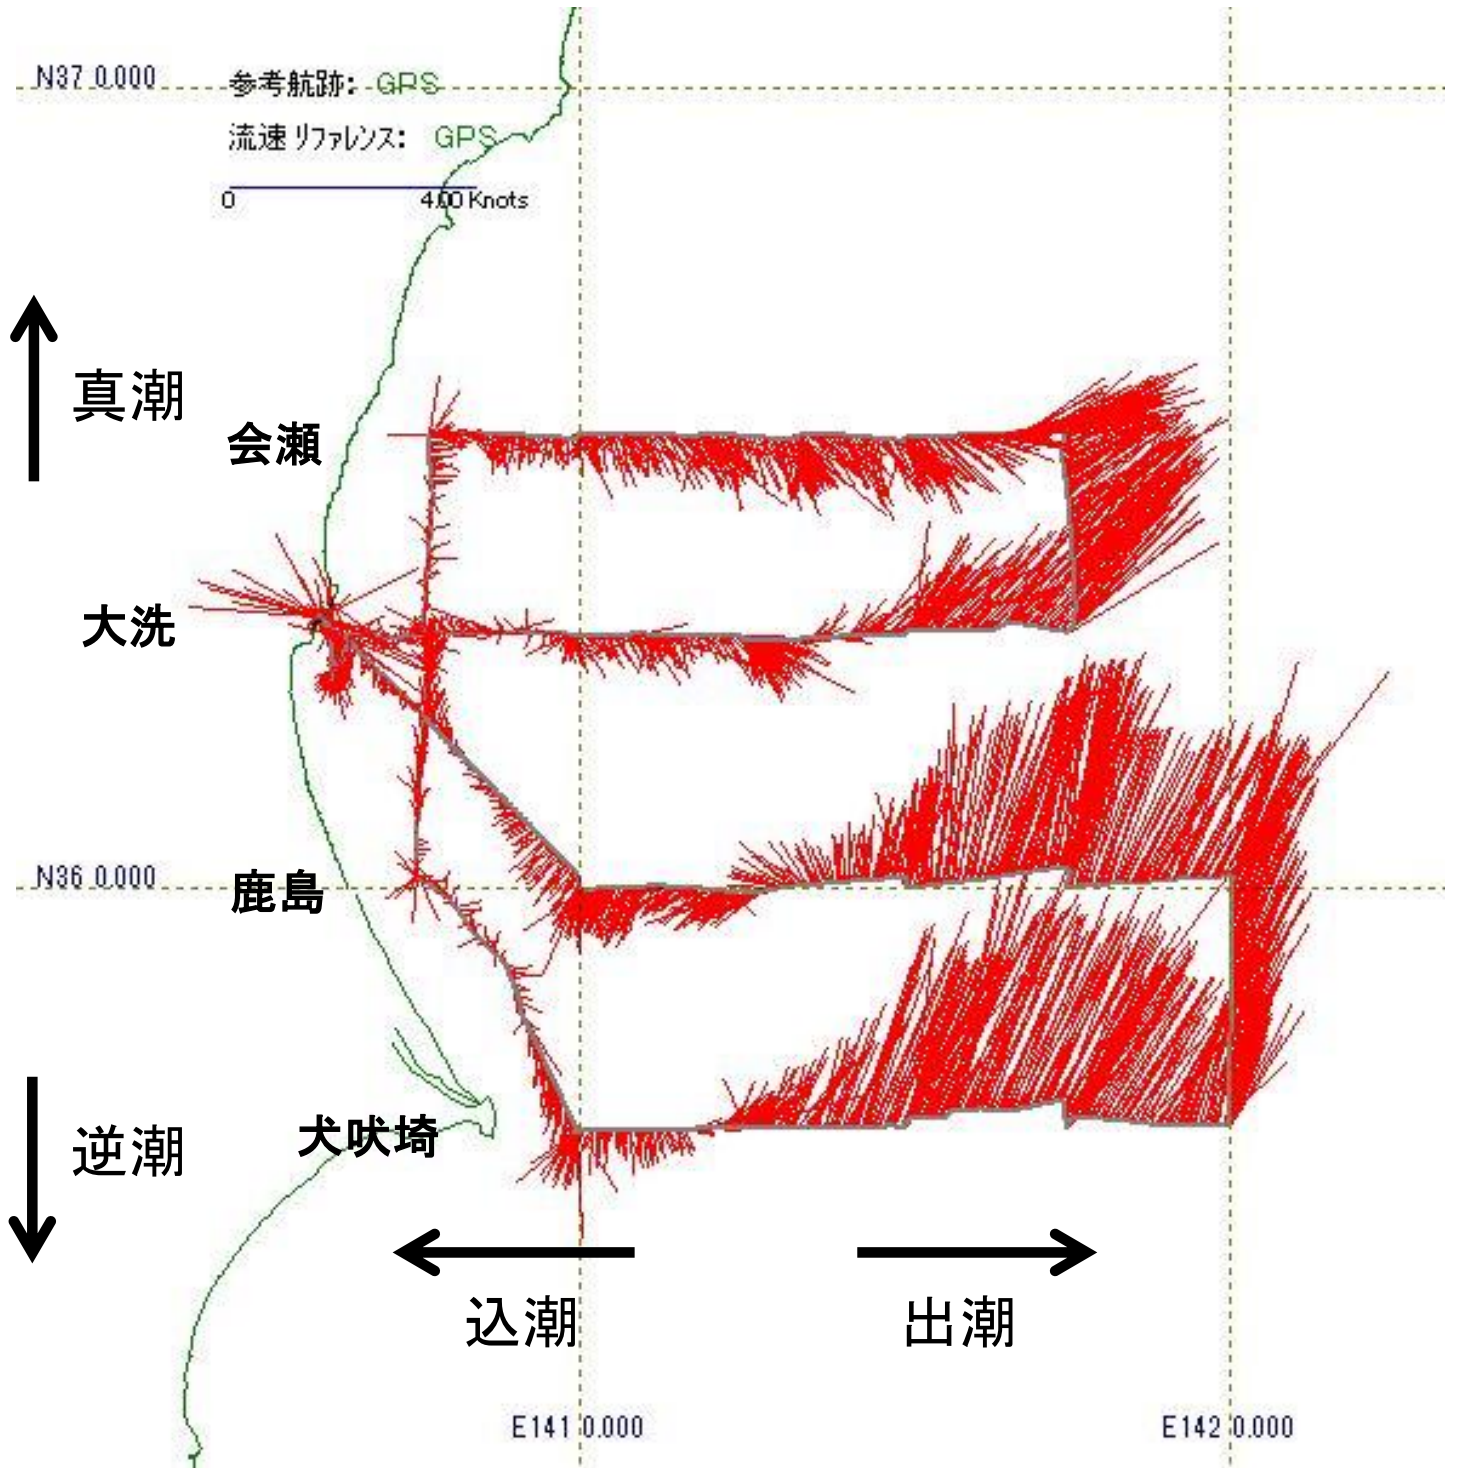 N37 0.000
参考航跡: GPS
流速 リファレンス: GPS
0 4.00 Knots
真潮
会瀬
大洗
N36 0.000
鹿島
犬吠埼
逆潮
込潮
出潮
E141 0.000
E142 0.000